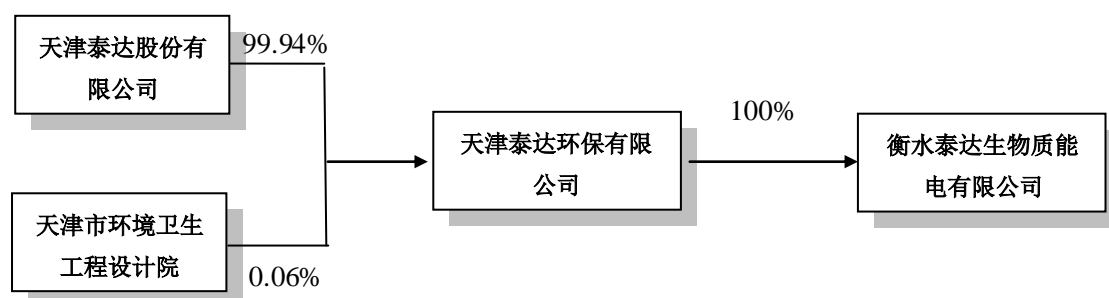 天津泰达股份有
限公司
99.94%
天津市环境卫生
工程设计院
0.06%
天津泰达环保有限
公司
100%
衡水泰达生物质能
电有限公司